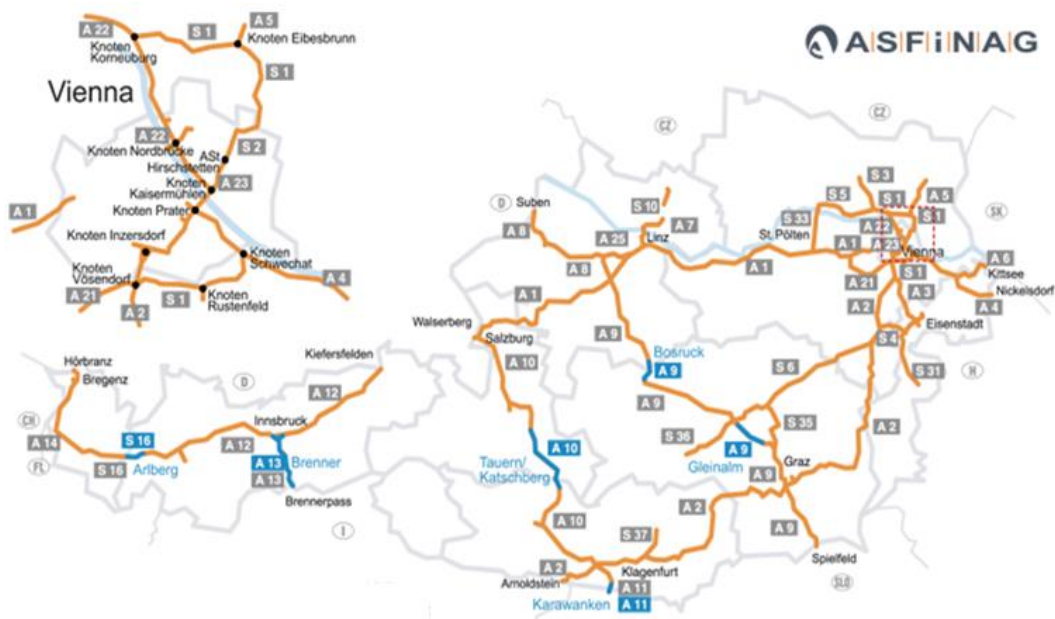 A 22
S 1
A 5
Knoten Eibesbrunn
Knoten
Korneuburg
S 1
Vienna
A 22
Knoten Nordbrücke
S 2
ASt
Hirschstetten
Knoten
Kaisermühlen
A 23
Knoten Prater
A 1
Knoten Inzersdorf
Knoten
Schwechat
Knoten
Vösendorf
A 4
A 21
S 1
Knoten
Rustenfeld
A 2
ASFiNAG
CZ
CZ
S 3
D
Suben
S 10
S 5
S 1
A 5
S 33
S 1
SK
A 8
A 25
A 7
Linz
St. Pölten
A 22
A 1
A 23
Vienna
A 6
A 8
A 1
A 21
S 1
Kittsee
A 3
Nickelsdorf
A 1
A 2
A 4
Walserberg
Salzburg
A 9
Eisenstadt
S 4
A 10
Bosruck
A 9
S 6
H
S 31
A 9
S 36
S 35
A 2
A 10
A 9
Gleinalm
Graz
Tauern/
Katschberg
A 9
A 10
A 2
A 9
S 37
Spielfeld
A 2
Arnoldstein
Klagenfurt
SLO
A 11
Karawanken
A 11
Hörbranz
Kiefersfelden
Bregenz
D
A 12
CH
Innsbruck
A 14
S 16
A 12
FL
S 16
Arlberg
A 13
Brenner
A 13
Brennerpass
I